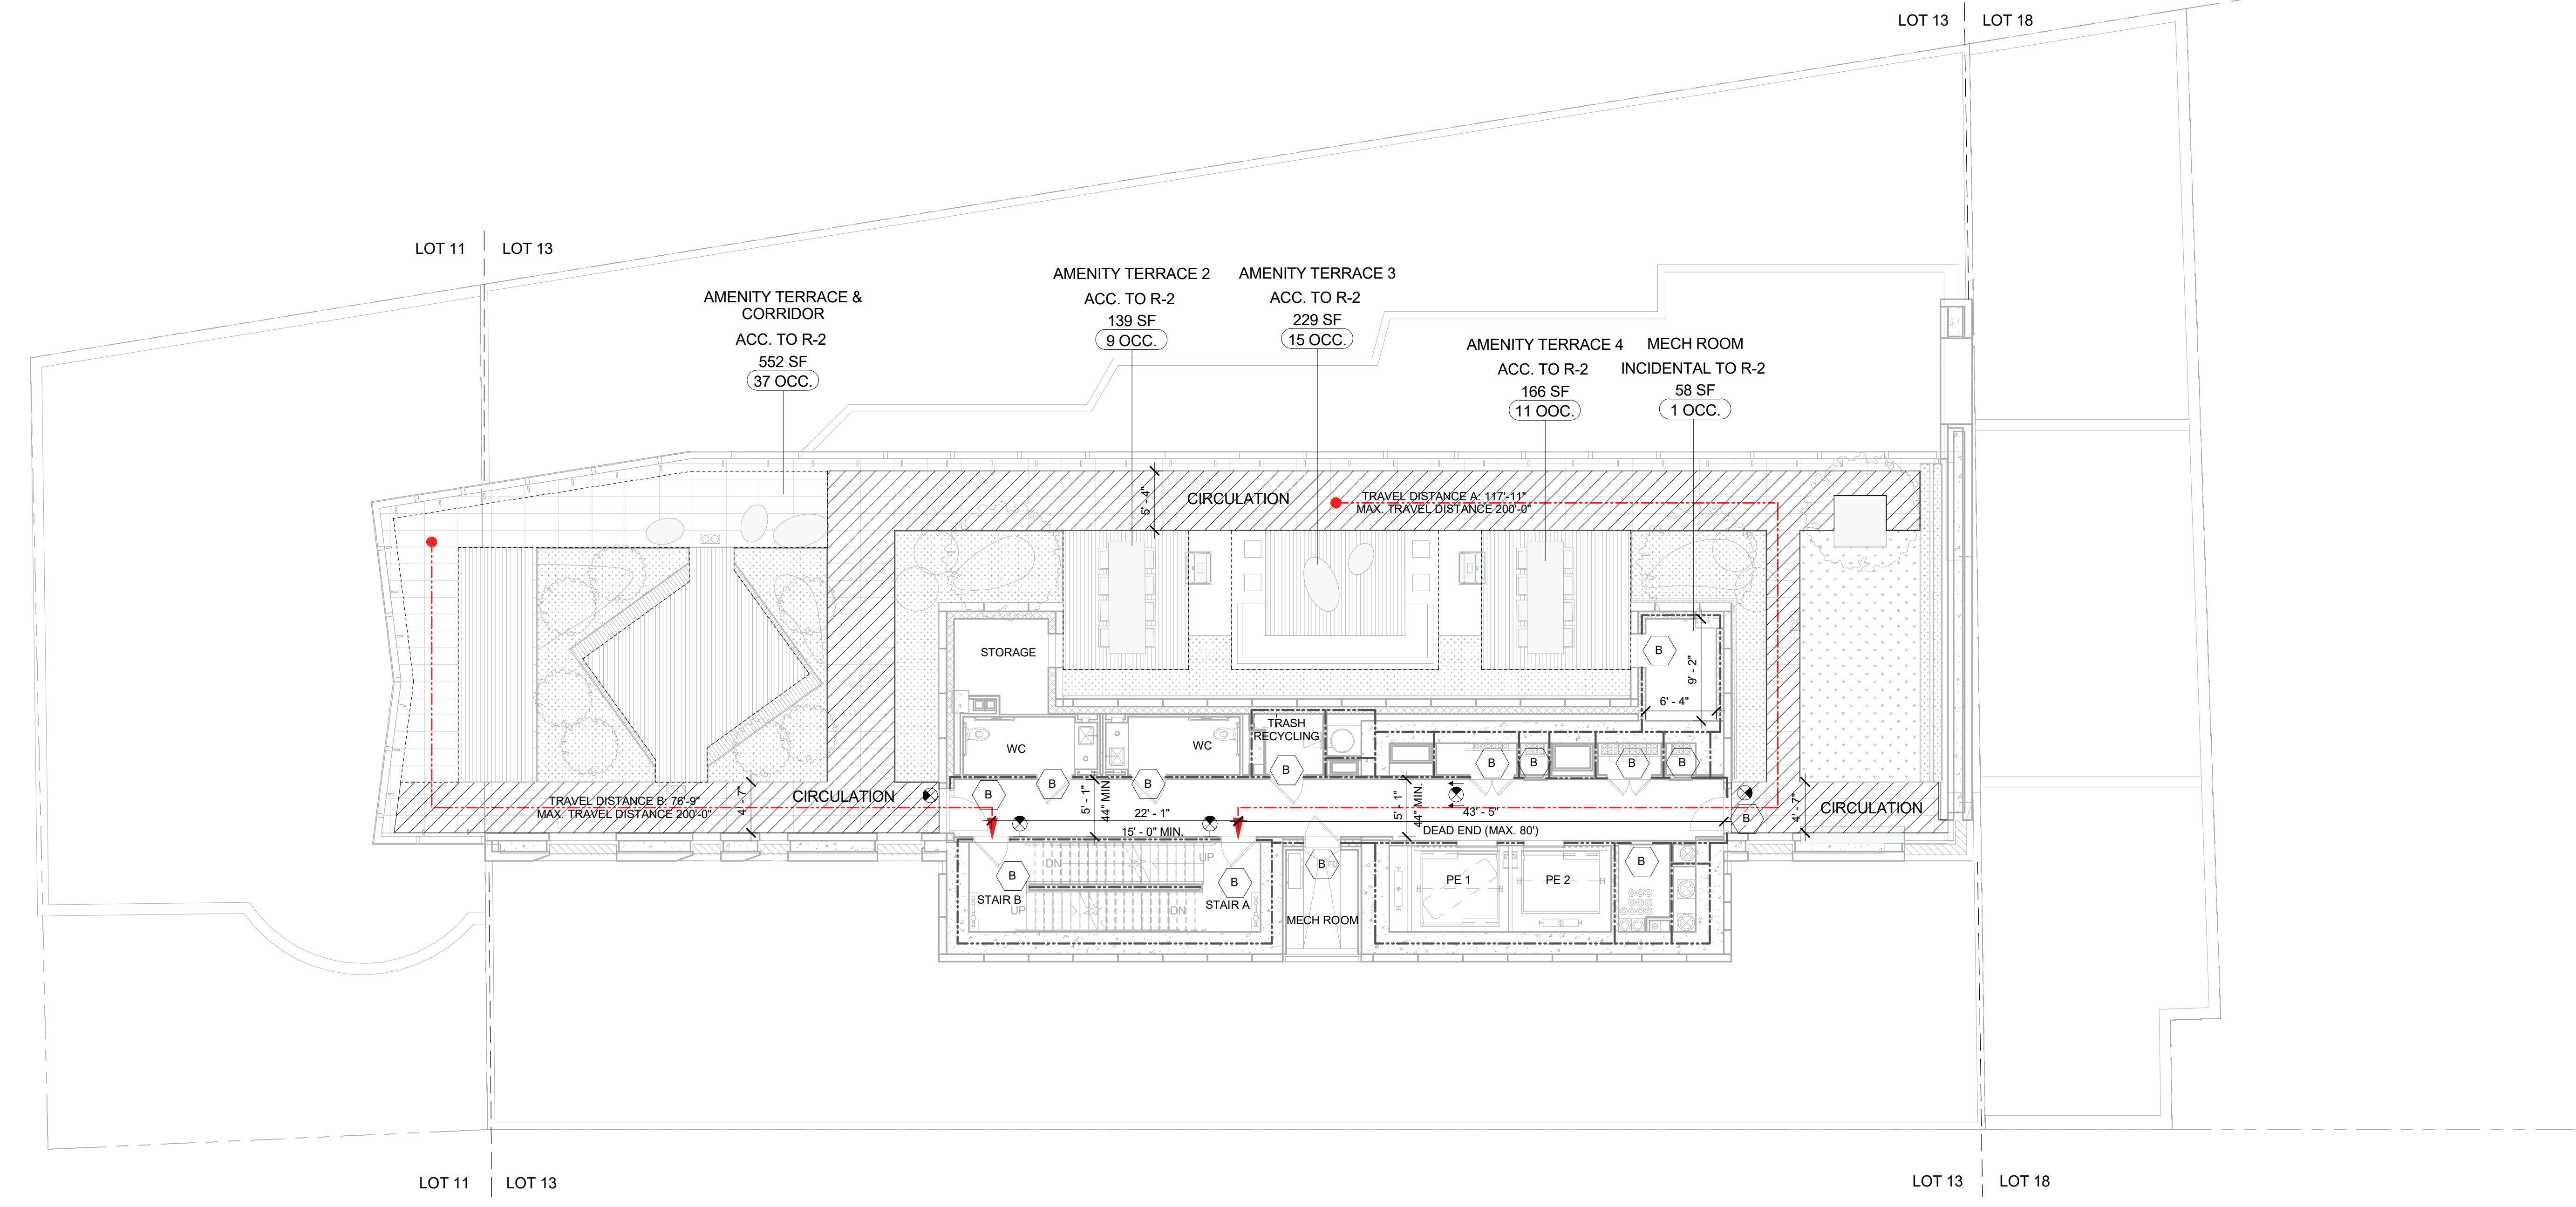 LOT 13
LOT 18
LOT 11
LOT 13
AMENITY TERRACE &
CORRIDOR
ACC. TO R-2
552 SF
37 OCC.
AMENITY TERRACE 2
ACC. TO R-2
139 SF
9 OCC.
AMENITY TERRACE 3
ACC. TO R-2
229 SF
15 OCC.
AMENITY TERRACE 4
ACC. TO R-2
166 SF
11 OOC.
MECH ROOM
INCIDENTAL TO R-2
58 SF
1 OCC.
5' - 4"
CIRCULATION
TRAVEL DISTANCE A: 117'-11"
MAX. TRAVEL DISTANCE 200'-0"
STORAGE
B
9' - 2"
6' - 4"
WC
WC
TRASH
RECYCLING
B
B
B
B
B
B
B
B
TRAVEL DISTANCE B: 76'-9"
MAX. TRAVEL DISTANCE 200'-0"
4' - 7"
CIRCULATION
5' - 1"
44" MIN.
22' - 1"
15' - 0" MIN.
5' - 1"
44" MIN.
43' - 5"
DEAD END (MAX. 80')
B
4' - 7"
CIRCULATION
DN
UP
B
STAIR B
UP
DN
B
STAIR A
B
MECH ROOM
PE 1
PE 2
B
LOT 11
LOT 13
LOT 13
LOT 18